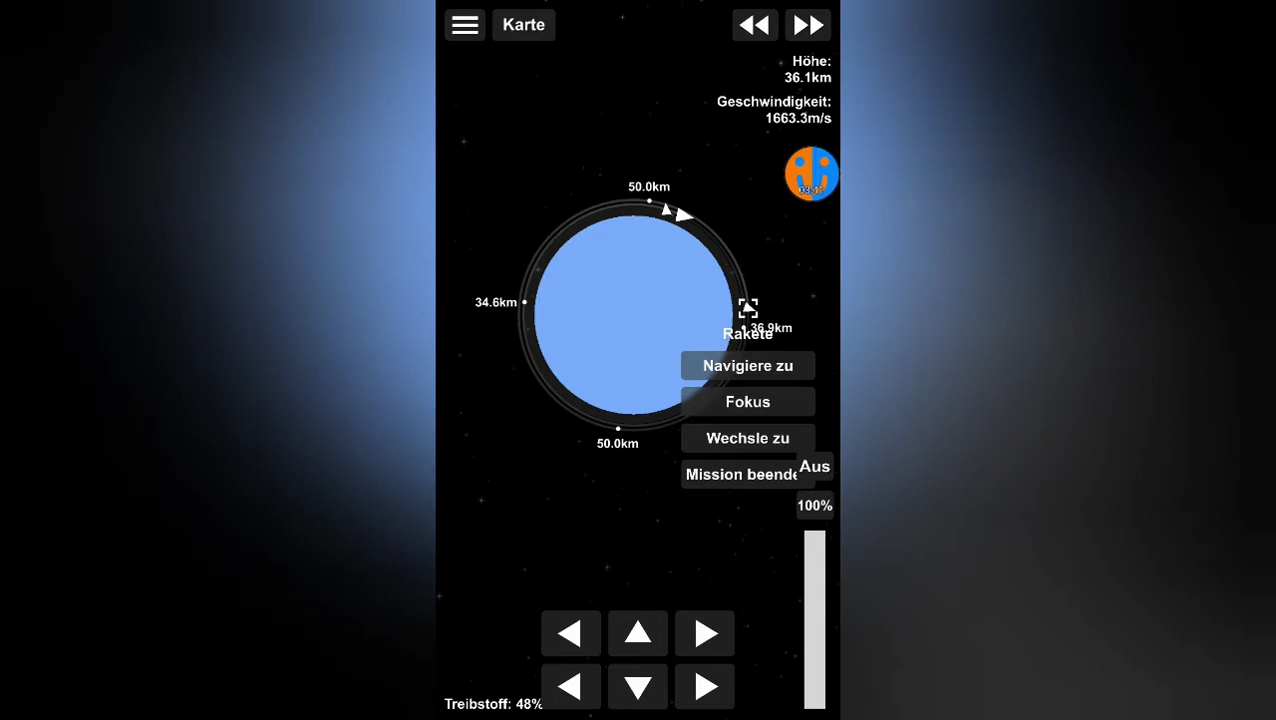 Karte
Höhe:
36.1km
Geschwindigkeit:
1663.3m/s
50.0km
34.6km
36.9km
Rakete
Navigiere zu
Fokus
50.0km
Wechsle zu
Aus
Mission beende
100%
Treibstoff: 48%